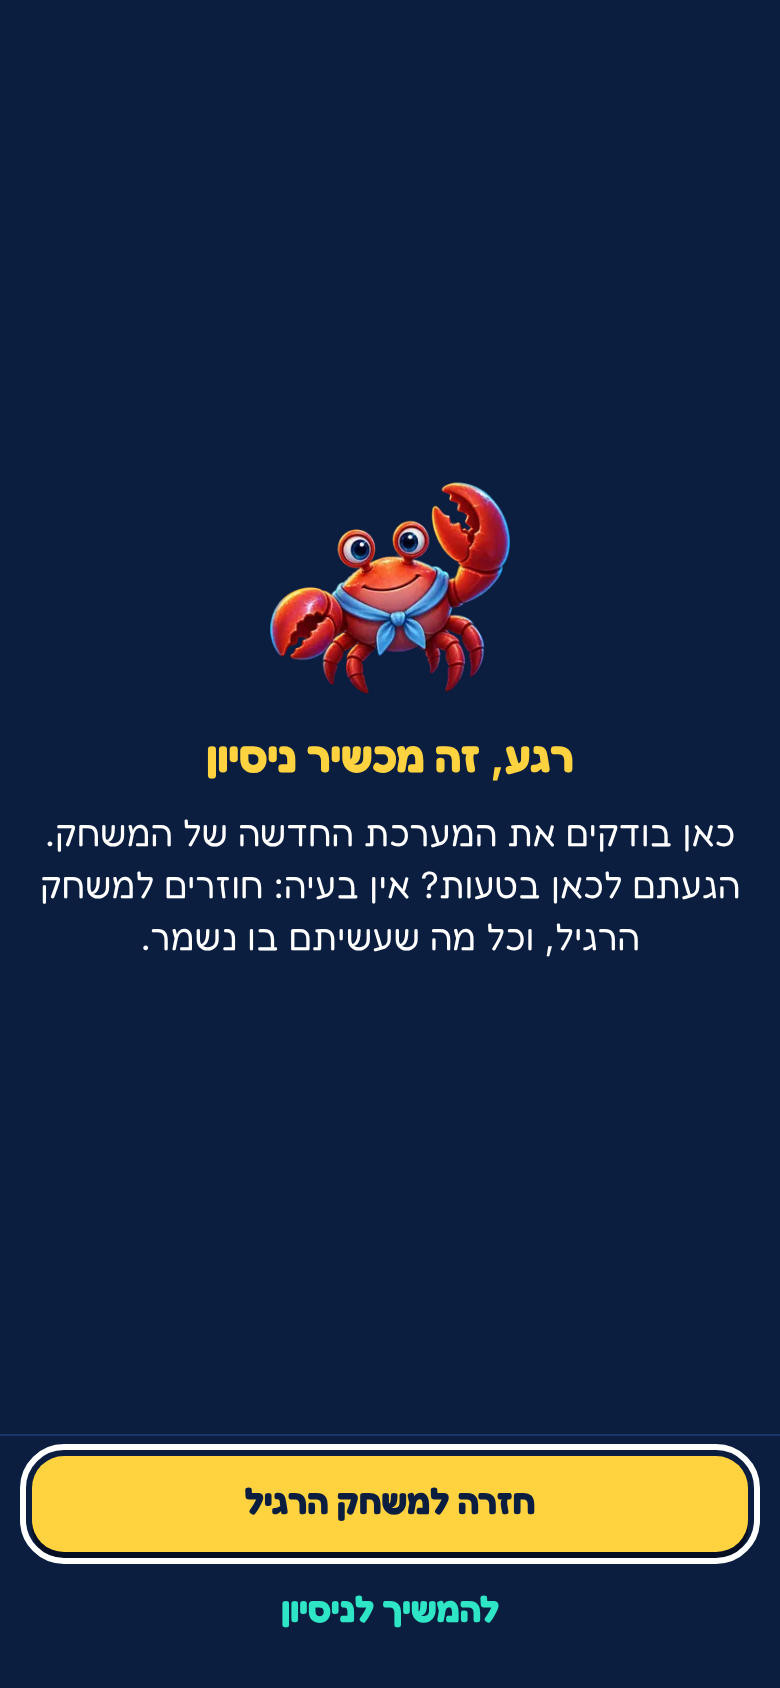 רגע, זה מכשיר ניסיון
כאן בודקים את המערכת החדשה של המשחק.
הגעתם לכאן בטעות? אין בעיה: חוזרים למשחק
הרגיל, וכל מה שעשיתם בו נשמר.
חזרה למשחק הרגיל
להמשיך לניסיון